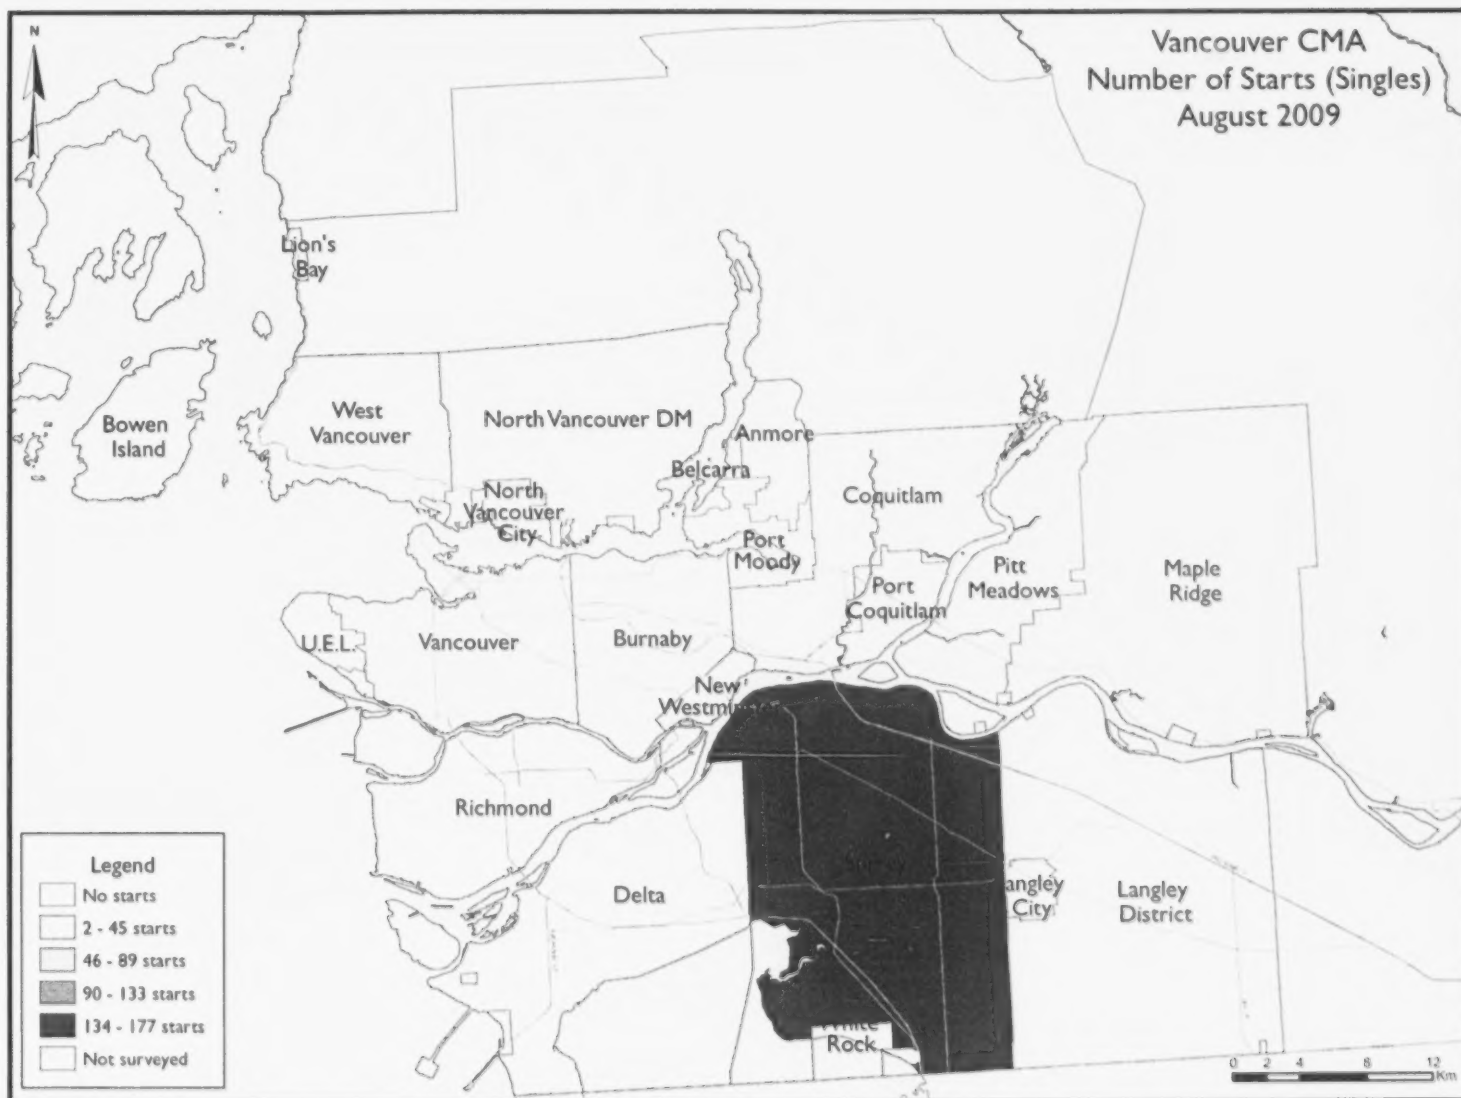 N
Vancouver CMA
Number of Starts (Singles)
August 2009
Lion's
Bay
Bowen
Island
West
Vancouver
North Vancouver DM
Anmore
Belcarra
North
Vancouver
City
Coquitlam
Port
Moody
Pitt
Meadows
Maple
Ridge
Port
Coquitlam
U.E.L.
Vancouver
Burnaby
New
Westminster
Richmond
Surrey
Delta
Langley
City
Langley
District
White
Rock
Legend
No starts
2 - 45 starts
46 - 89 starts
90 - 133 starts
134 - 177 starts
Not surveyed
0 2 4 8 12
Km